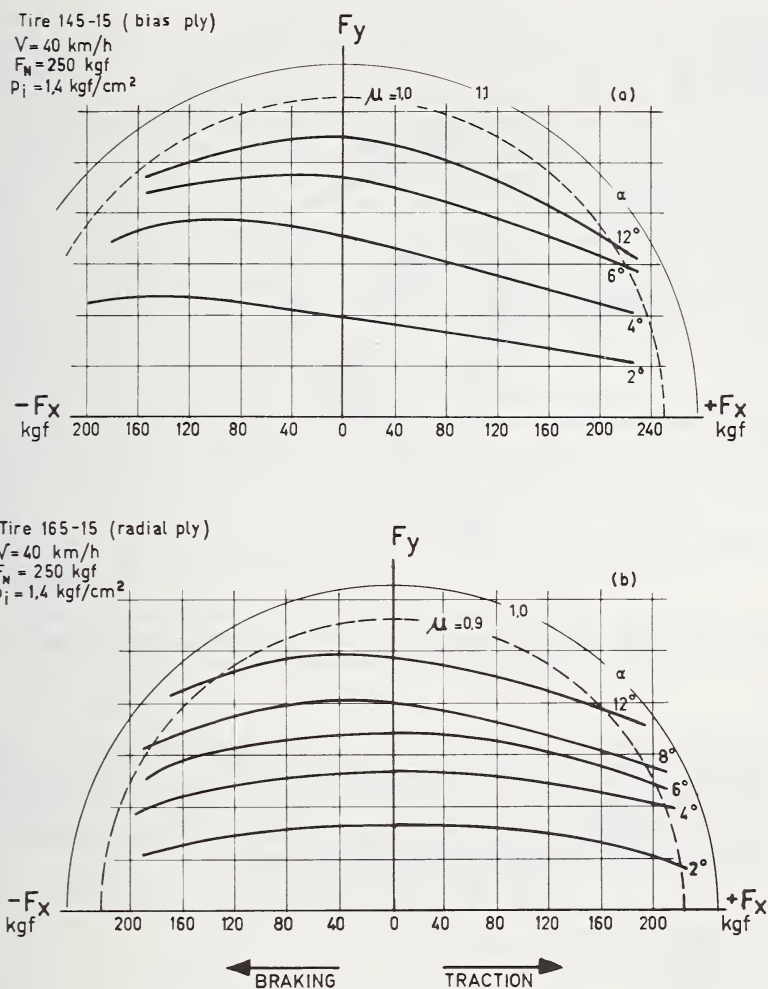 Tire 145-15 ( bias ply)
V= 40 km/h
F_N = 250 kgf
P_i = 1,4 kgf/cm²
Fy
μ =1,0
1,1
(a)
α
12°
6°
4°
2°
-Fx
kgf
200 160 120 80 40 0 40 80 120 160 200 240
+Fx
kgf
Tire 165-15 (radial ply)
V= 40 km/h
F_N = 250 kgf
p_i = 1,4 kgf/cm²
Fy
(b)
μ =0,9
1,0
α
12°
8°
6°
4°
2°
-Fx
kgf
200 160 120 80 40 0 40 80 120 160 200
+Fx
kgf
BRAKING TRACTION